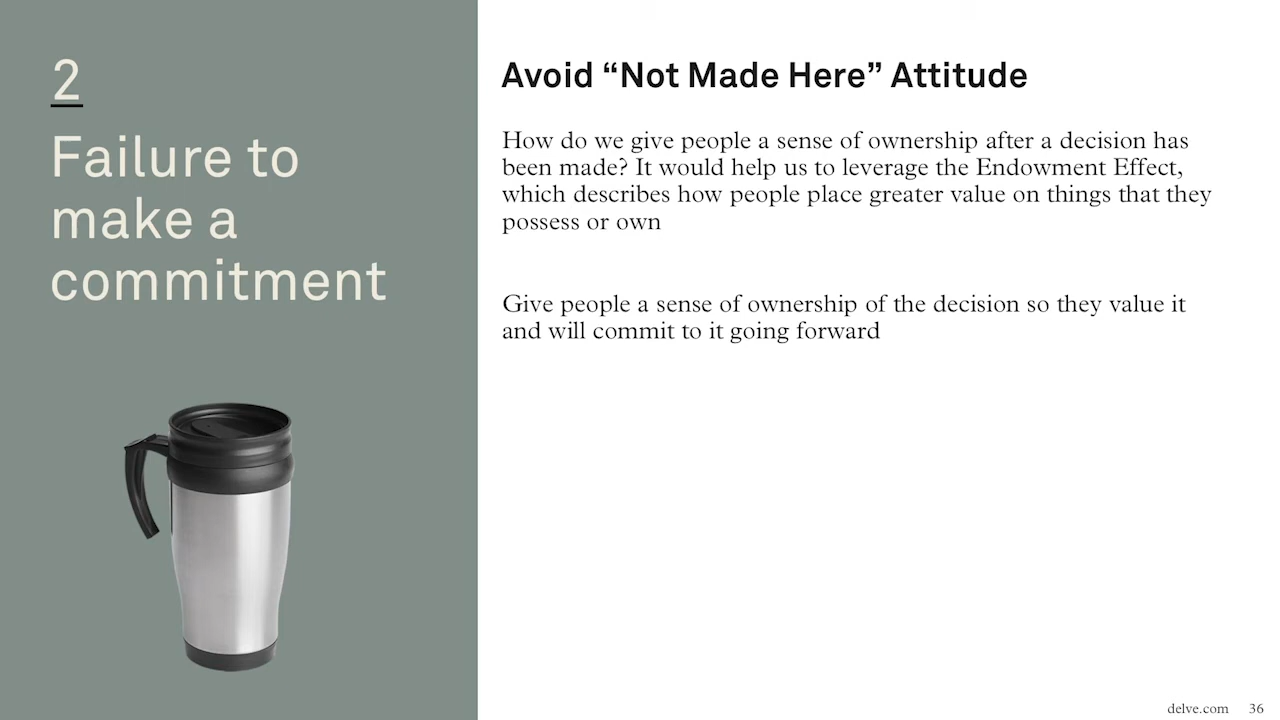 2
Failure to
make a
commitment
Avoid “Not Made Here” Attitude
How do we give people a sense of ownership after a decision has
been made? It would help us to leverage the Endowment Effect,
which describes how people place greater value on things that they
possess or own
Give people a sense of ownership of the decision so they value it
and will commit to it going forward
delve.com 36